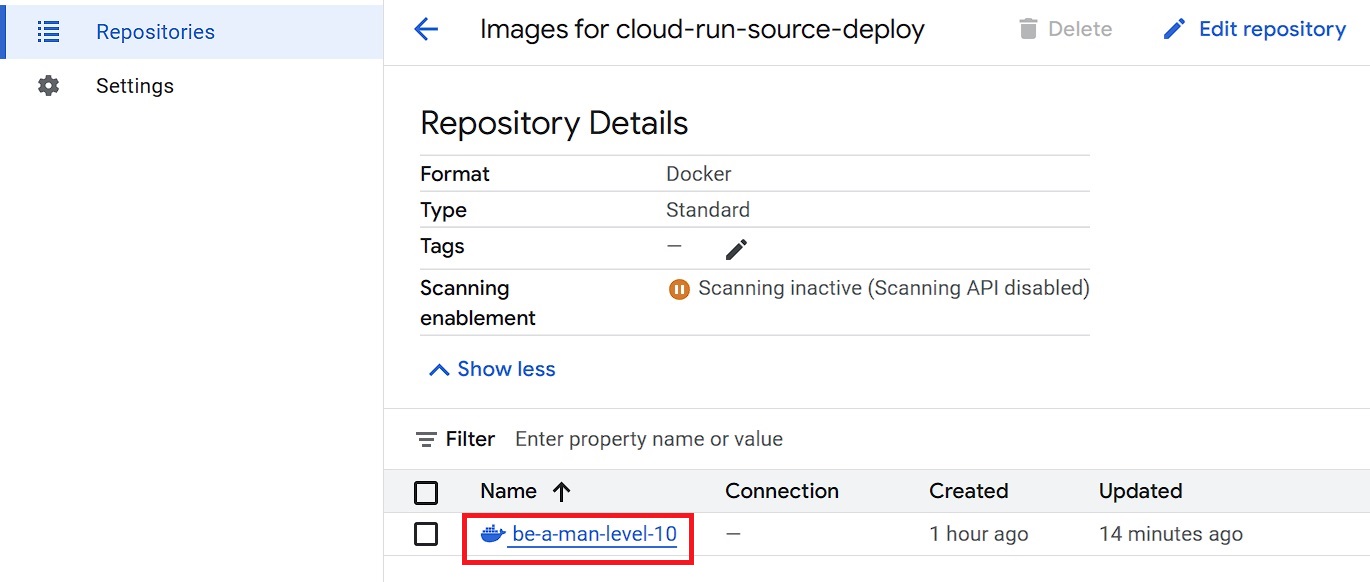 Repositories
Settings
Images for cloud-run-source-deploy
Delete
Edit repository
Repository Details
Format Docker
Type Standard
Tags —
Scanning enablement Scanning inactive (Scanning API disabled)
Show less
Filter Enter property name or value
Name Connection Created Updated
be-a-man-level-10 — 1 hour ago 14 minutes ago